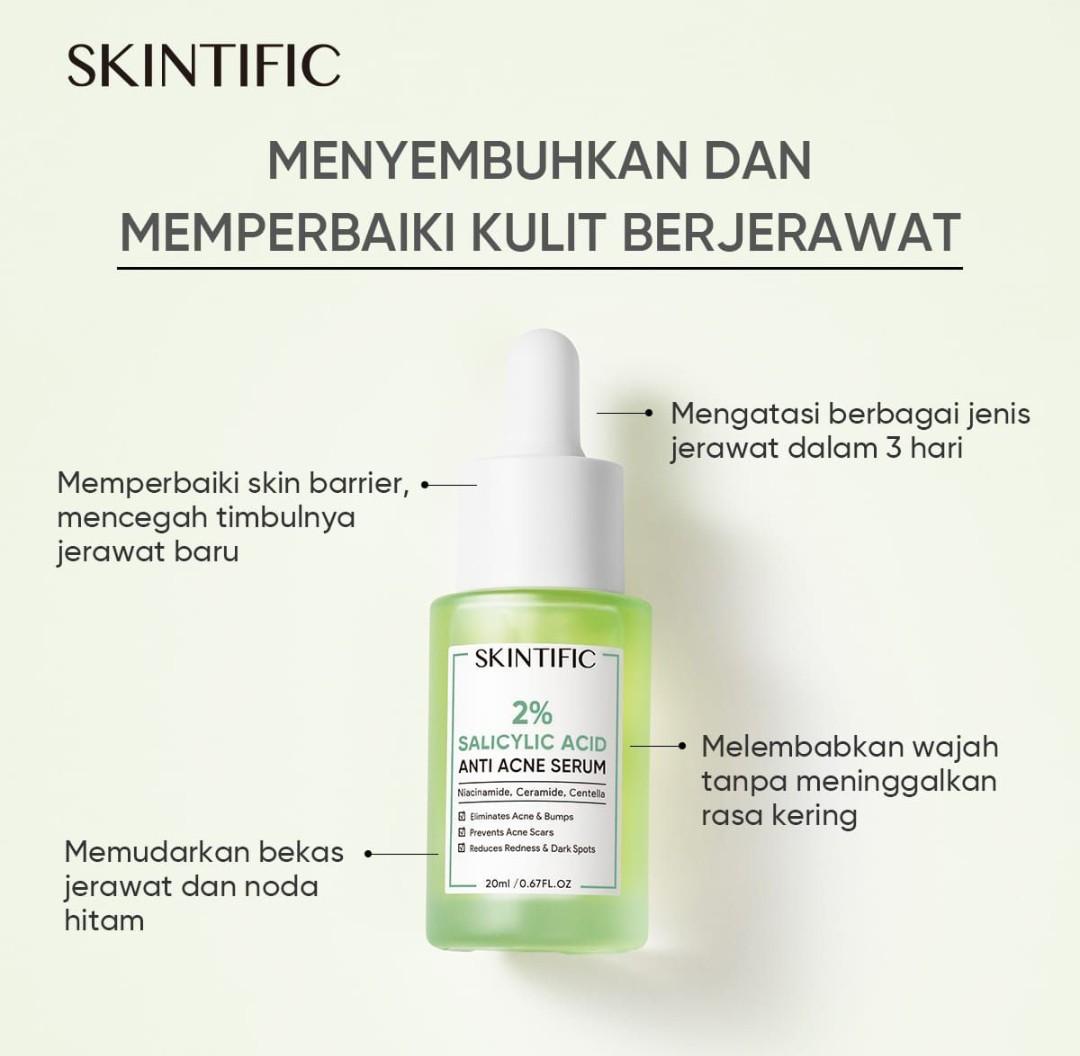 SKINTIFIC
MENYEMBUHKAN DAN
MEMPERBAIKI KULIT BERJERAWAT
Mengatasi berbagai jenis
jerawat dalam 3 hari
Memperbaiki skin barrier,
mencegah timbulnya
jerawat baru
SKINTIFIC
2%
SALICYLIC ACID
ANTI ACNE SERUM
Niacinamide, Ceramide, Centella
Eliminates Acne & Bumps
Prevents Acne Scars
Reduces Redness & Dark Spots
20ml /0.67FL.OZ
Melembabkan wajah
tanpa meninggalkan
rasa kering
Memudarkan bekas
jerawat dan noda
hitam